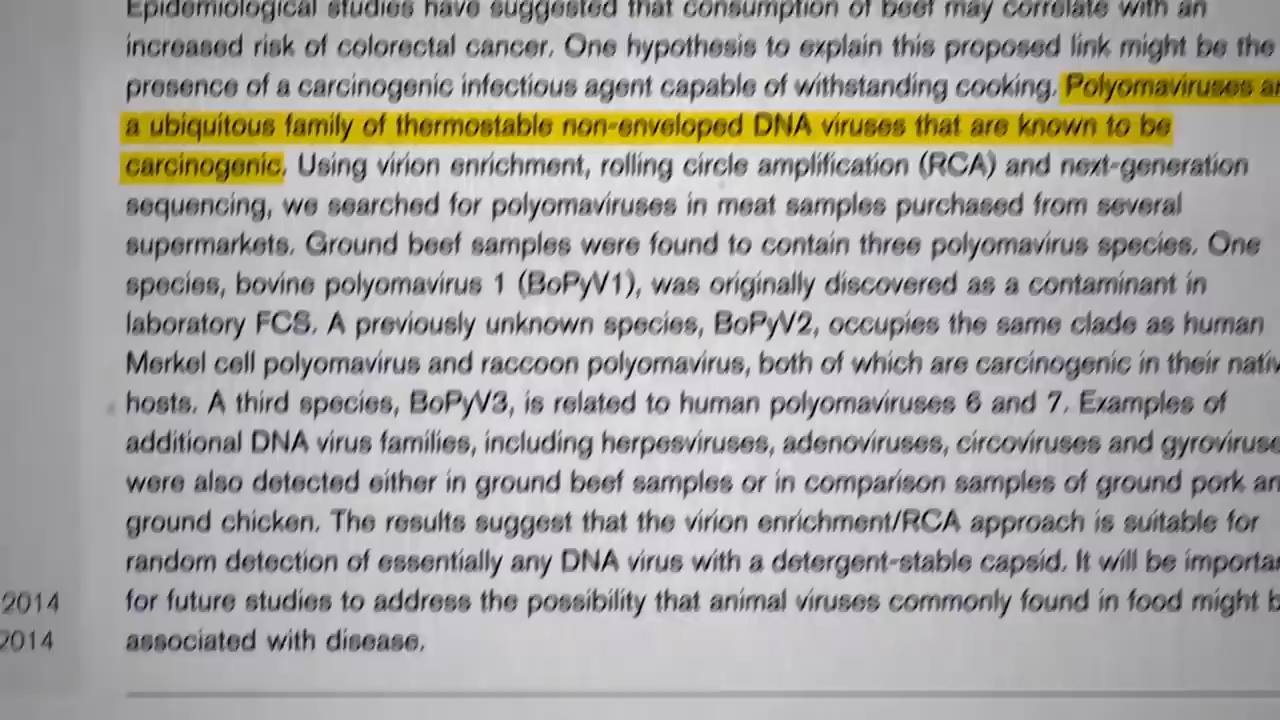 Epidemiological studies have suggested that consumption of beef may correlate with an
increased risk of colorectal cancer. One hypothesis to explain this proposed link might be the
presence of a carcinogenic infectious agent capable of withstanding cooking. Polyomaviruses
a ubiquitous family of thermostable non-enveloped DNA viruses that are known to be
carcinogenic. Using virion enrichment, rolling circle amplification (RCA) and next-generation
sequencing, we searched for polyomaviruses in meat samples purchased from several
supermarkets. Ground beef samples were found to contain three polyomavirus species. One
species, bovine polyomavirus 1 (BoPyV1), was originally discovered as a contaminant in
laboratory FCS. A previously unknown species, BoPyV2, occupies the same clade as human
Merkel cell polyomavirus and raccoon polyomavirus, both of which are carcinogenic in their
hosts. A third species, BoPyV3, is related to human polyomaviruses 6 and 7. Examples of
additional DNA virus families, including herpesviruses, adenoviruses, circoviruses and
were also detected either in ground beef samples or in comparison samples of ground pork
ground chicken. The results suggest that the virion enrichment/RCA approach is suitable for
random detection of essentially any DNA virus with a detergent-stable capsid. It will be
2014 for future studies to address the possibility that animal viruses commonly found in food might
2014 associated with disease.